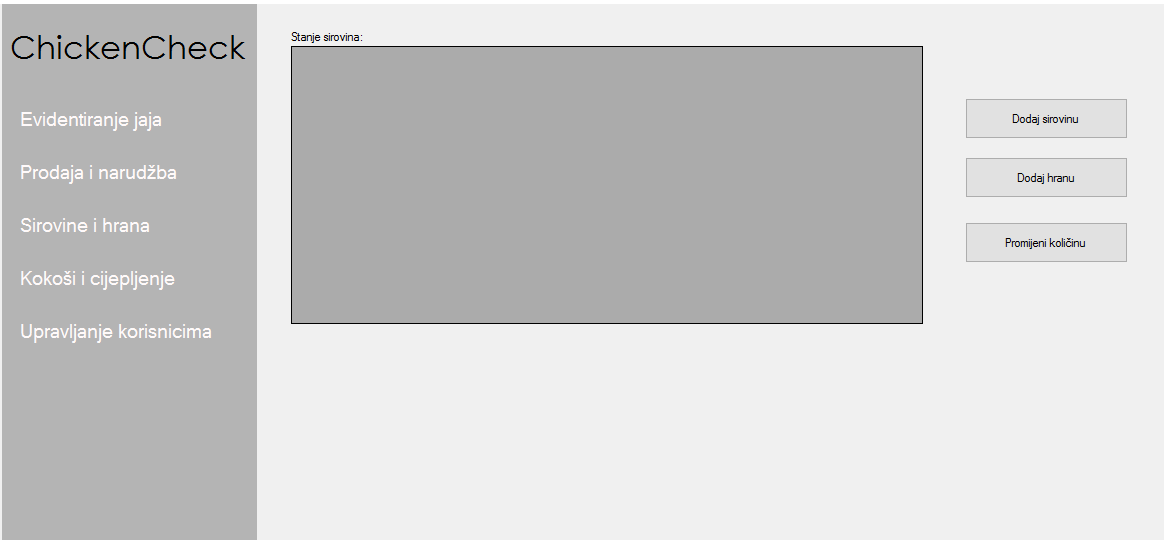 ChickenCheck
Evidentiranje jaja
Prodaja i narudžba
Sirovine i hrana
Kokoši i cijepljenje
Upravljanje korisnicima
Stanje sirovina:
Dodaj sirovinu
Dodaj hranu
Promijeni količinu